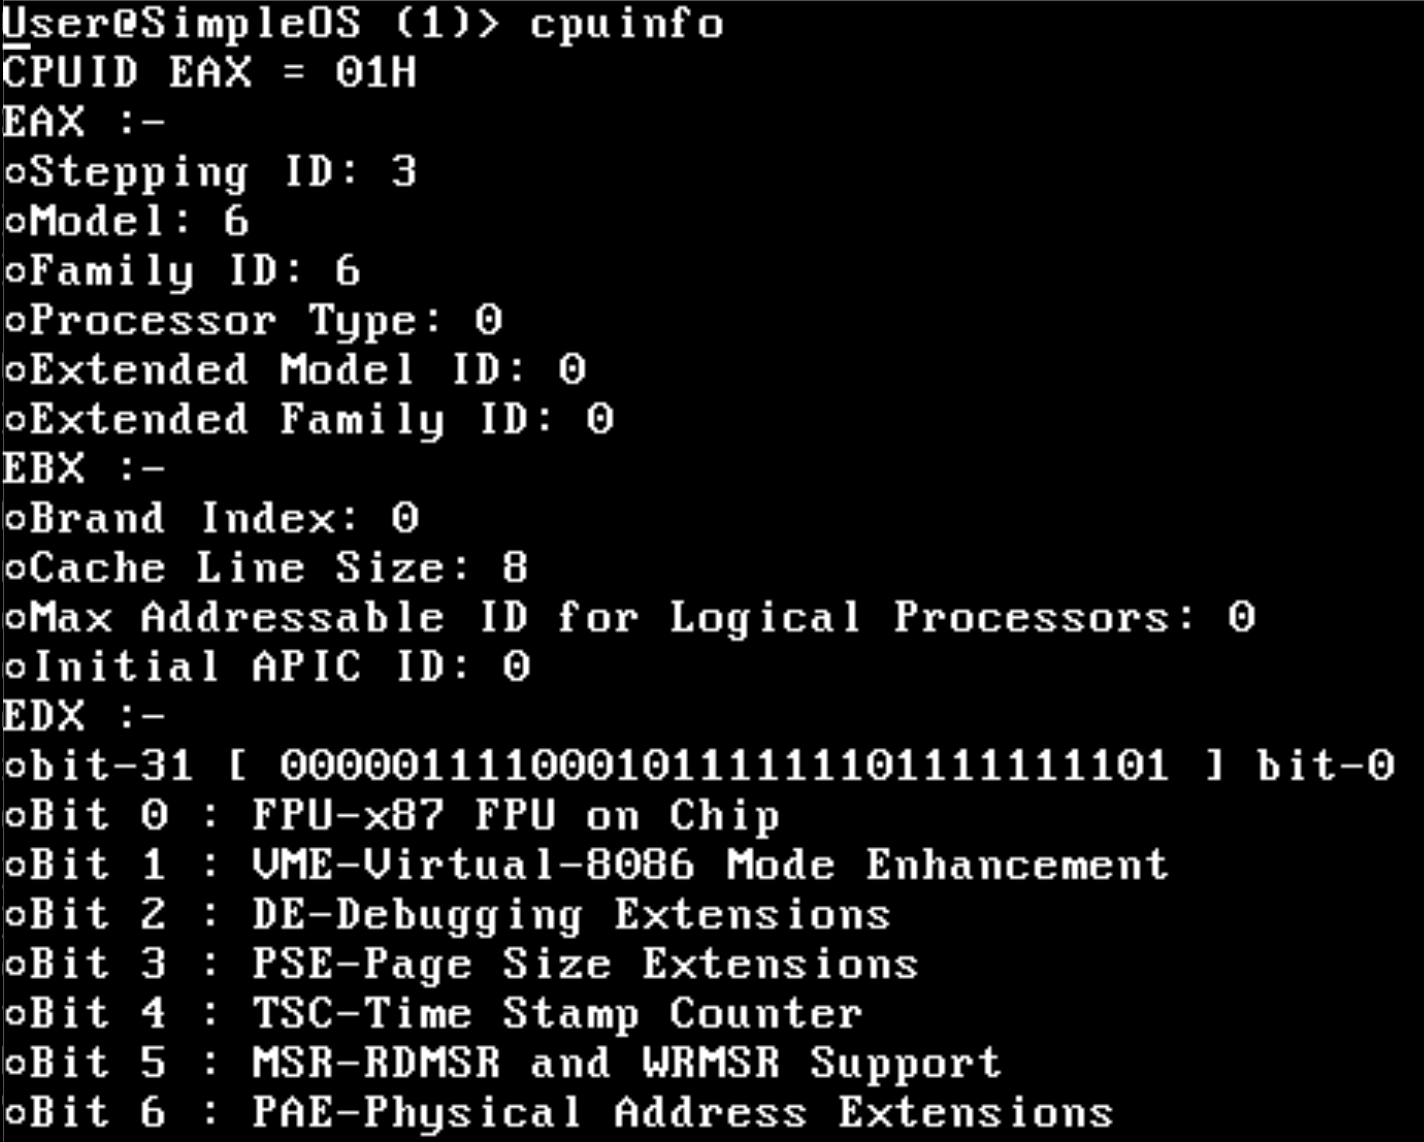 User@SimpleOS (1)> cpuinfo
CPUID EAX = 01H
EAX :-
○Stepping ID: 3
○Model: 6
○Family ID: 6
○Processor Type: 0
○Extended Model ID: 0
○Extended Family ID: 0
EBX :-
○Brand Index: 0
○Cache Line Size: 8
○Max Addressable ID for Logical Processors: 0
○Initial APIC ID: 0
EDX :-
○bit-31 [ 00000111100010111111101111111101 ] bit-0
○Bit 0 : FPU-x87 FPU on Chip
○Bit 1 : VME-Virtual-8086 Mode Enhancement
○Bit 2 : DE-Debugging Extensions
○Bit 3 : PSE-Page Size Extensions
○Bit 4 : TSC-Time Stamp Counter
○Bit 5 : MSR-RDMSR and WRMSR Support
○Bit 6 : PAE-Physical Address Extensions